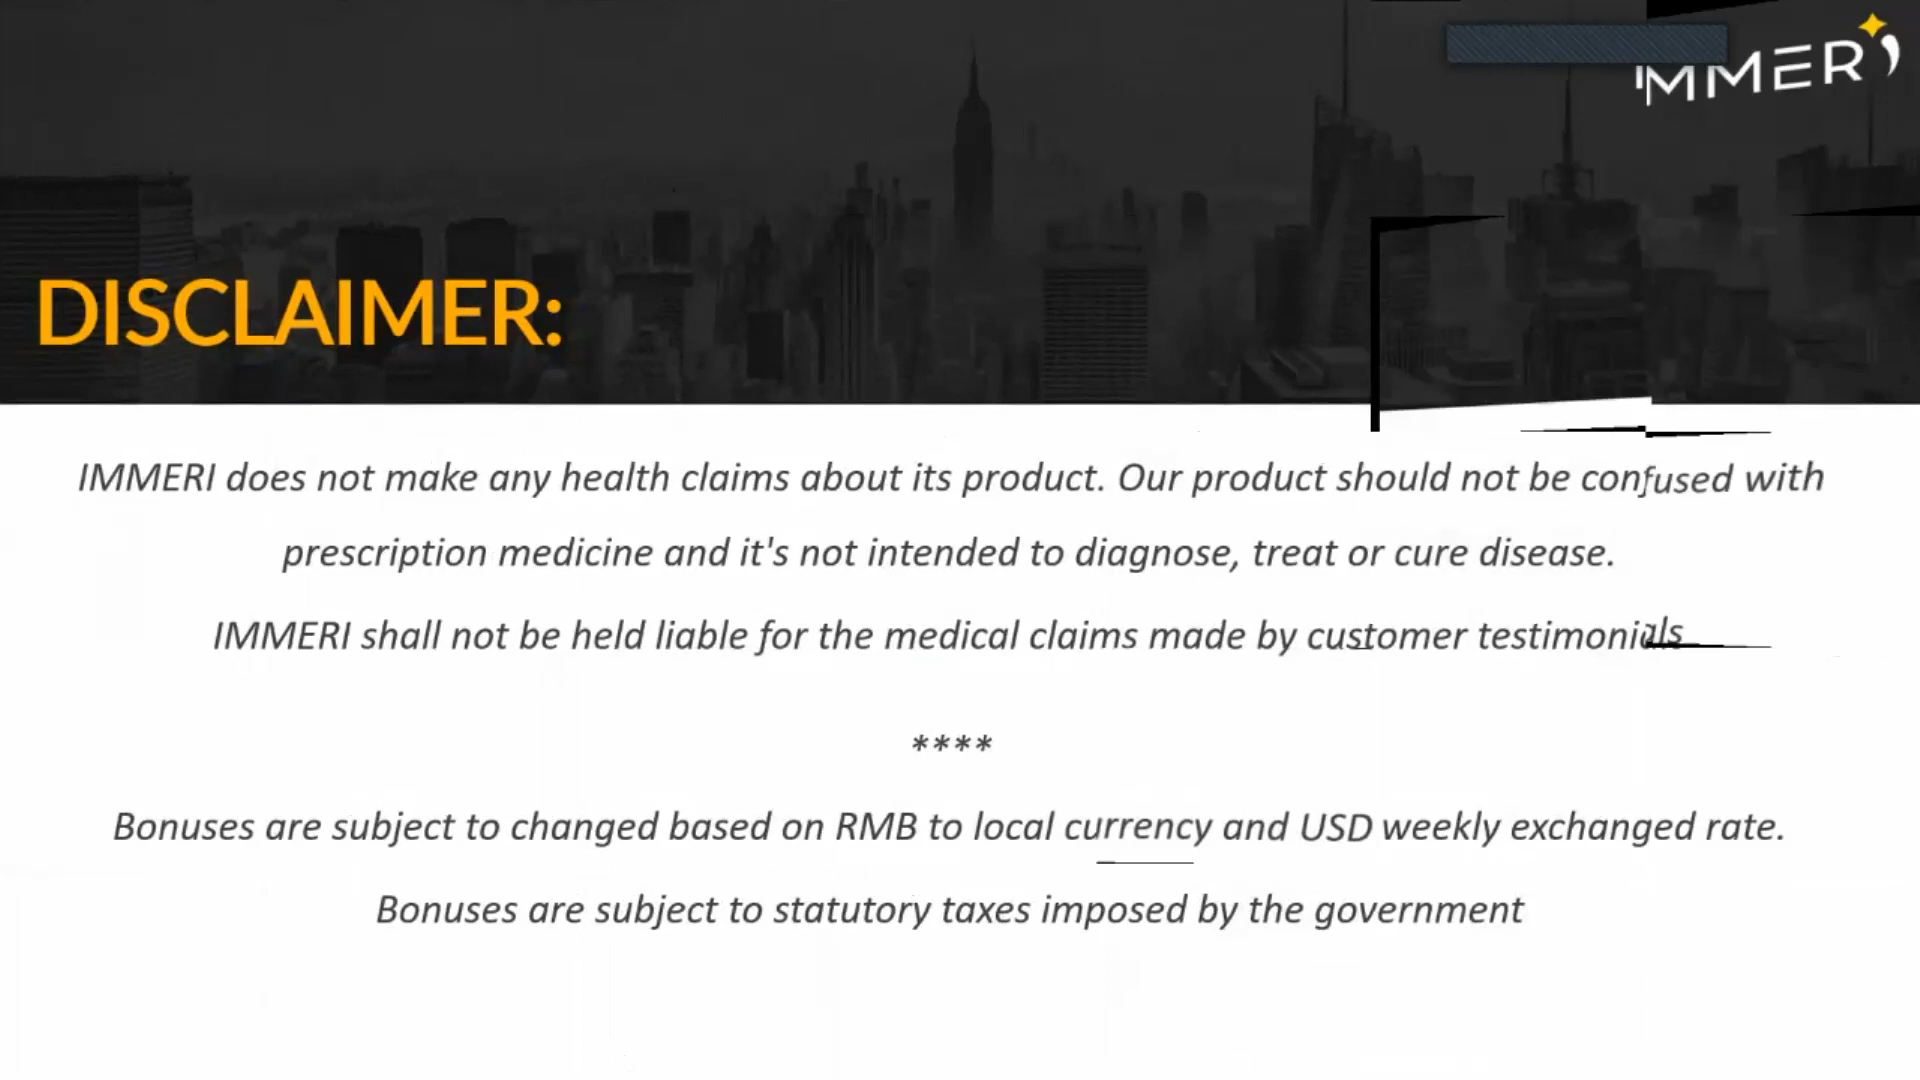 IMMERI
DISCLAIMER:
IMMERI does not make any health claims about its product. Our product should not be confused with
prescription medicine and it's not intended to diagnose, treat or cure disease.
IMMERI shall not be held liable for the medical claims made by customer testimonials
****
Bonuses are subject to changed based on RMB to local currency and USD weekly exchanged rate.
Bonuses are subject to statutory taxes imposed by the government